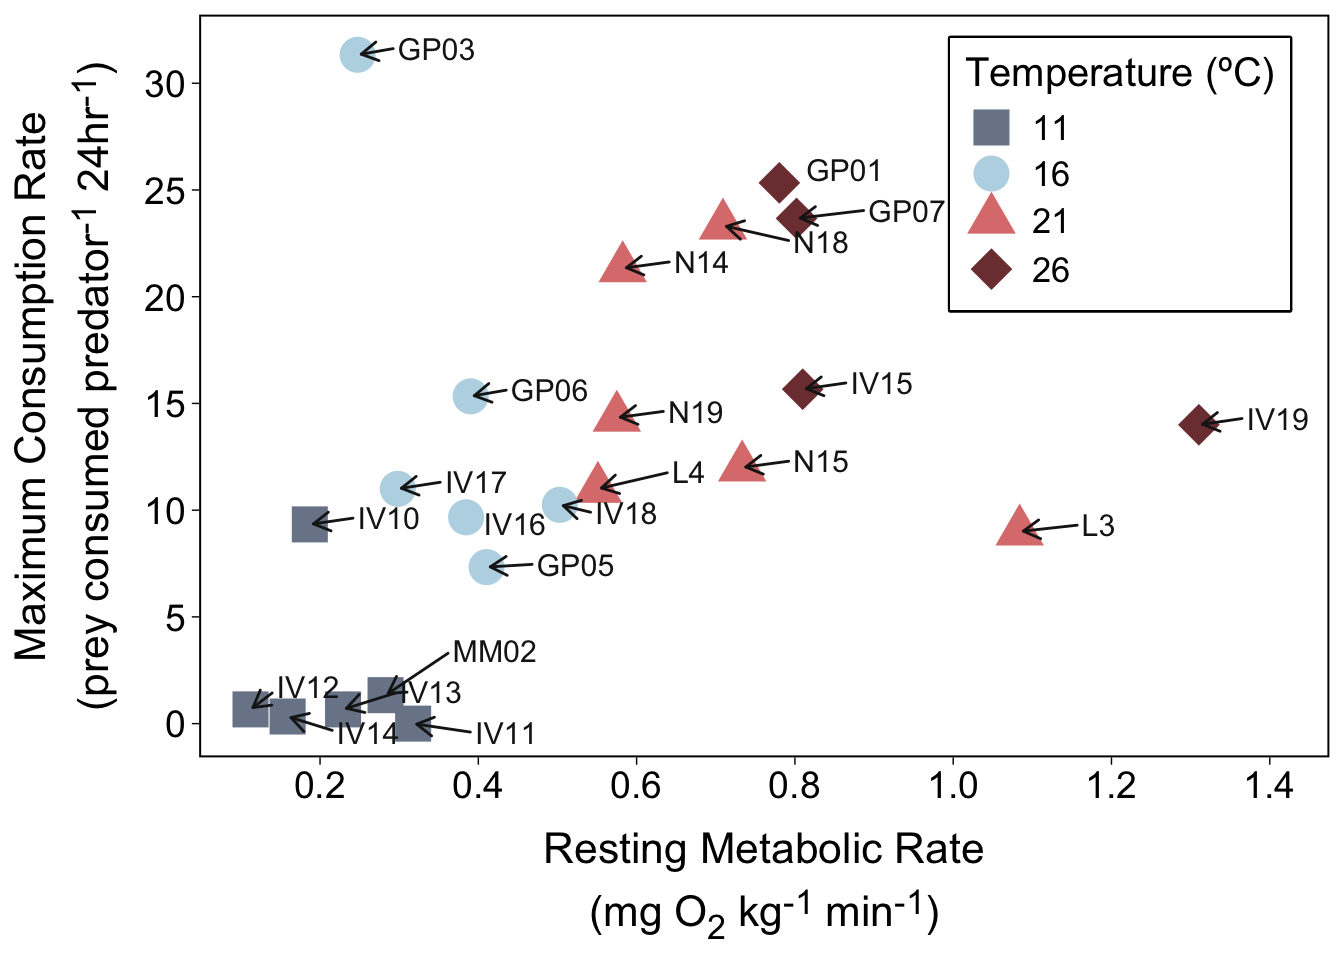 Maximum Consumption Rate
(prey consumed predator⁻¹ 24hr⁻¹)
30
25
20
15
10
5
0
GP03
GP01
GP07
N18
N14
GP06
N19
IV15
IV19
L4
N15
IV17
IV10
IV16
IV18
L3
GP05
MM02
IV12
IV13
IV14
IV11
Temperature (ºC)
11
16
21
26
0.2
0.4
0.6
0.8
1.0
1.2
1.4
Resting Metabolic Rate
(mg O₂ kg⁻¹ min⁻¹)